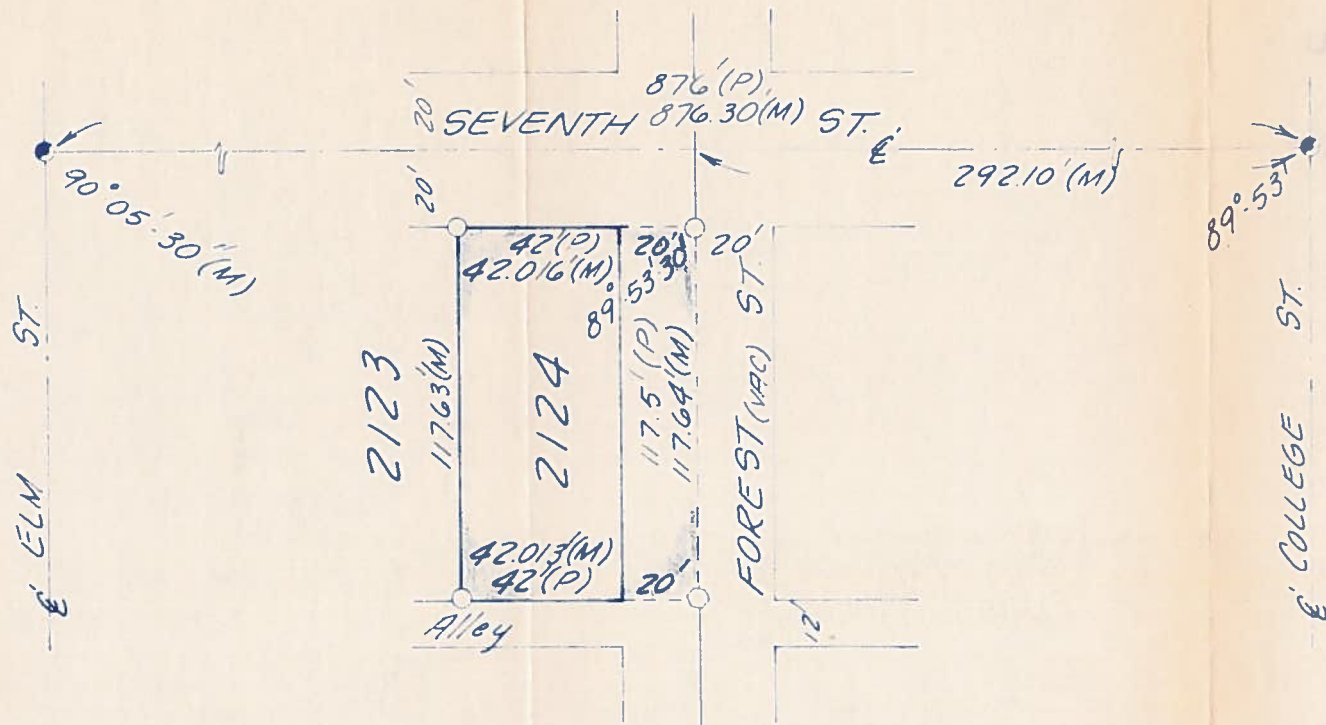 876'(P)
876.30(M)
20'
SEVENTH ST. ℄
292.10'(M)
90°05'-30"(M)
20'
89°-53'
42'(P) 20' 20'
42.016'(M)
89°-53'-30"
℄ ELM ST.
2123
117.63'(M)
2124
117.5'(P)
117.64'(M)
FOREST (VAC) ST.
℄ COLLEGE ST.
42.013'(M)
42'(P) 20'
Alley
12'